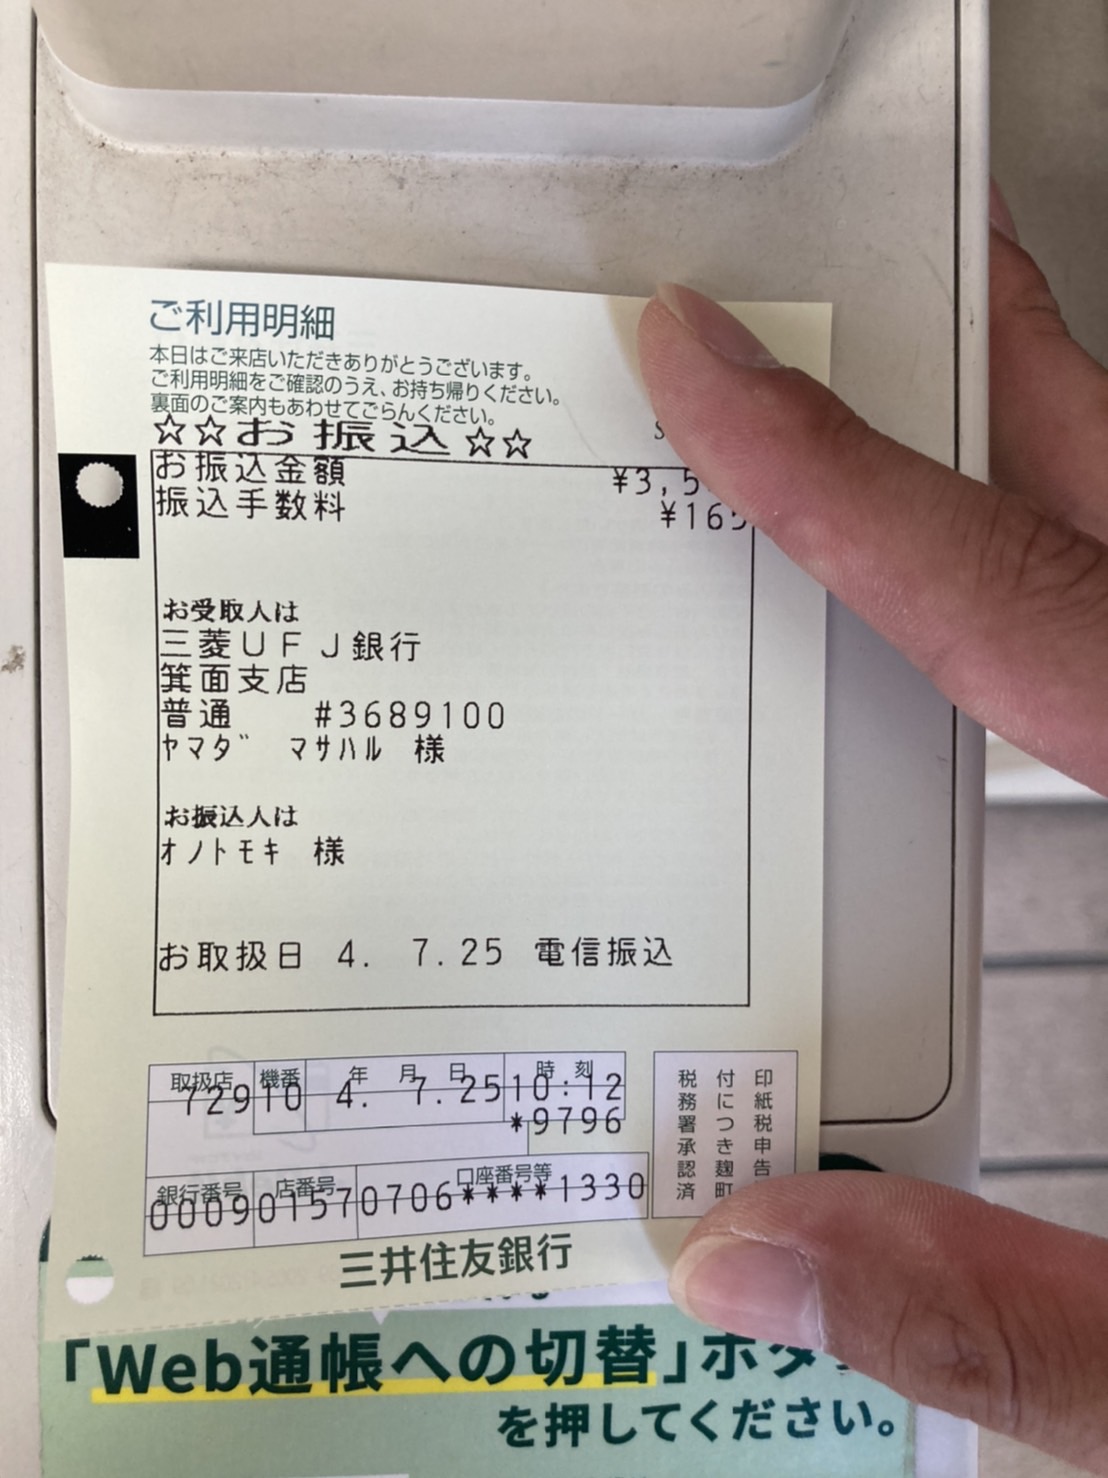 ご利用明細
本日はご来店いただきありがとうございます。
ご利用明細をご確認のうえ、お持ち帰りください。
裏面のご案内もあわせてごらんください。
☆☆お振込☆☆
お振込金額 ¥3,5
振込手数料 ¥165
お受取人は
三菱UFJ銀行
箕面支店
普通 #3689100
ヤマダ マサハル 様
お振込人は
オノトモキ 様
お取扱日 4. 7.25 電信振込
取扱店 機番 年 月 日 時 刻
729 10 4. 7.25 10:12
*9796
銀行番号 店番号 口座番号等
0009 0157 0706****1330
印紙税申告
付につき麹町
税務署承認済
三井住友銀行
「Web通帳への切替」ボタ
を押してください。